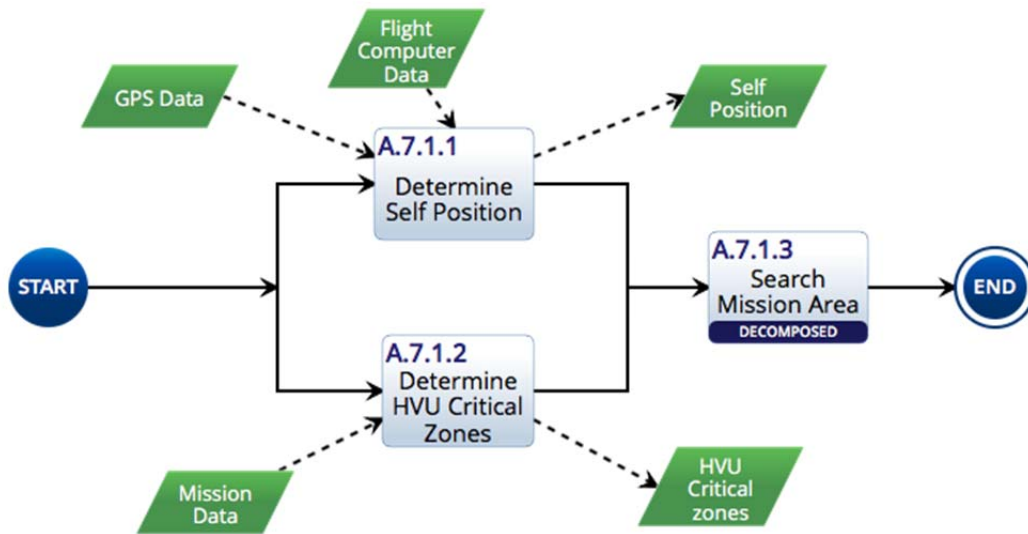 Flight
Computer
Data
GPS Data
Self
Position
A.7.1.1
Determine
Self Position
START
A.7.1.3
Search
Mission Area
DECOMPOSED
END
A.7.1.2
Determine
HVU Critical
Zones
Mission
Data
HVU
Critical
zones